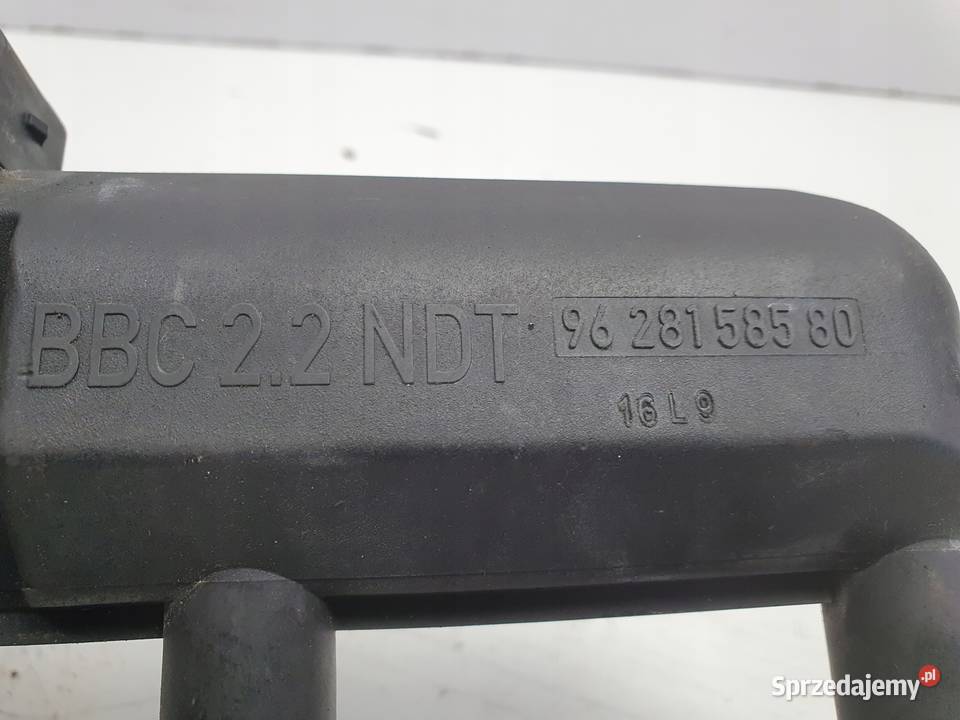 BBC 2.2 NDT 96 281 585 80
16 L 9
Sprzedajemy.pl